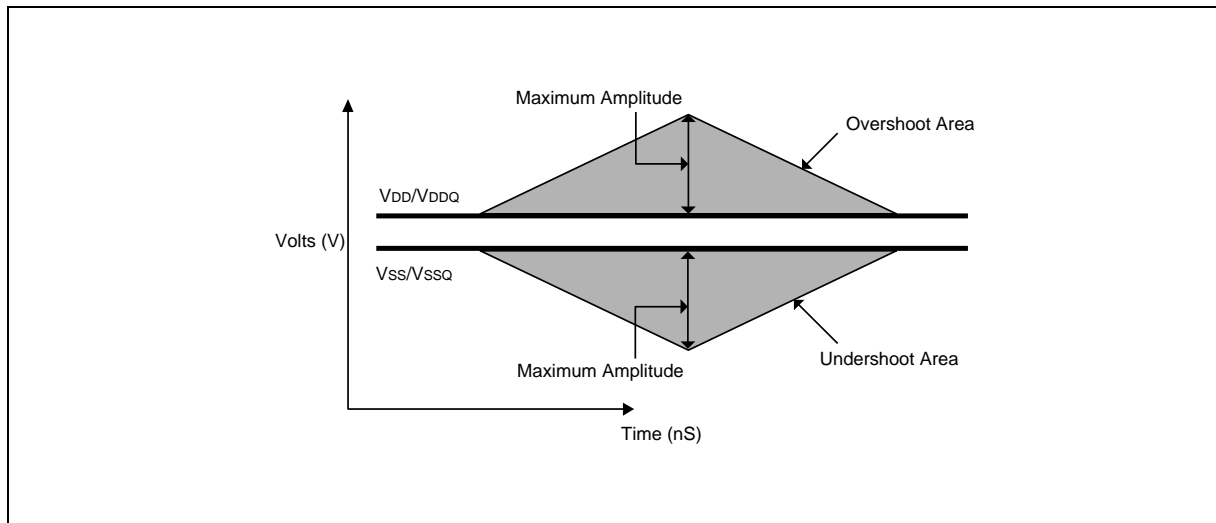 Maximum Amplitude
Overshoot Area
VDD/VDDQ
Volts (V)
VSS/VSSQ
Undershoot Area
Maximum Amplitude
Time (nS)